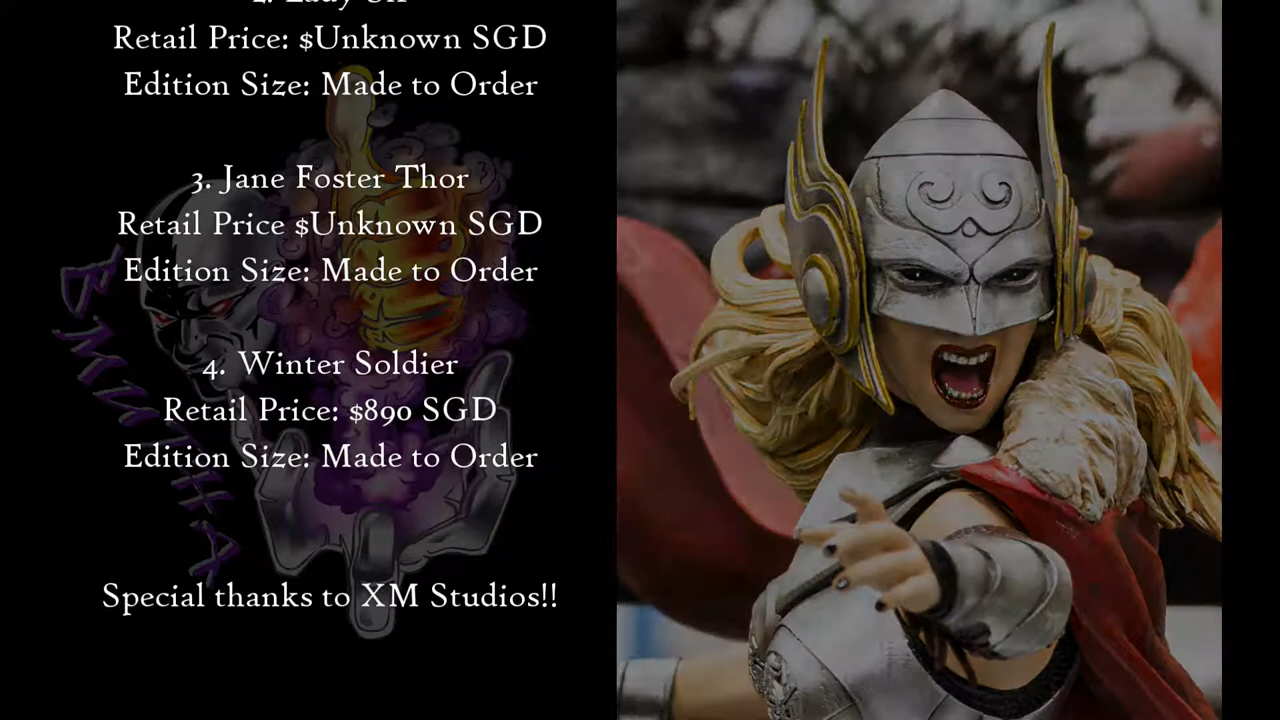 Retail Price: $Unknown SGD
Edition Size: Made to Order
3. Jane Foster Thor
Retail Price $Unknown SGD
Edition Size: Made to Order
4. Winter Soldier
Retail Price: $890 SGD
Edition Size: Made to Order
Special thanks to XM Studios!!